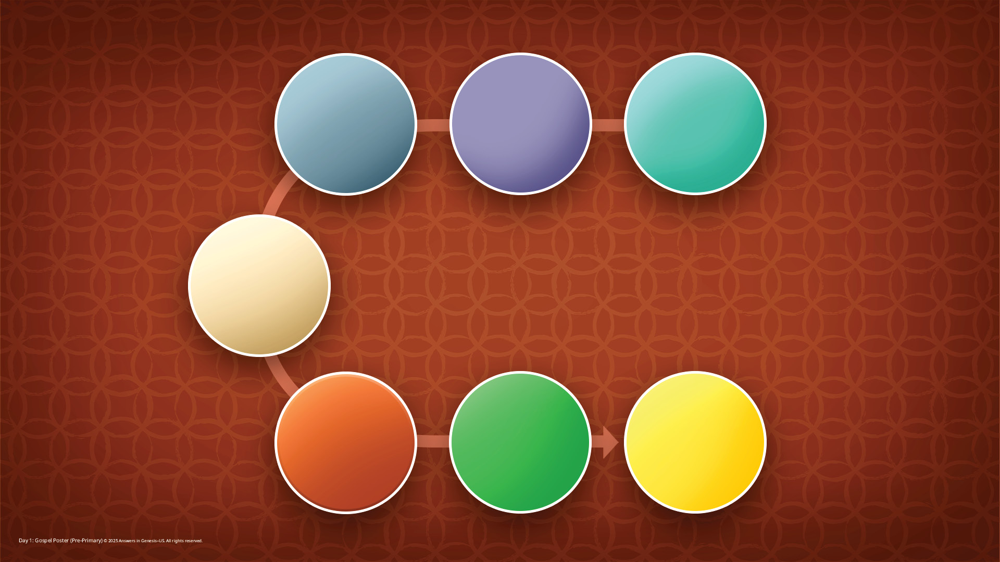 Day 1: Gospel Poster (Pre-Primary) © 2025 Answers in Genesis–US. All rights reserved.